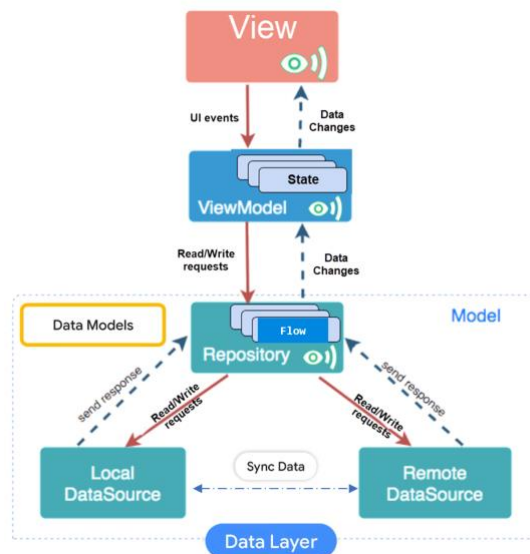 View
UI events
Data
Changes
State
ViewModel
Read/Write
requests
Data
Changes
Model
Data Models
Flow
Repository
send response
Read/Write
requests
Read/Write
requests
send response
Local
DataSource
Sync Data
Remote
DataSource
Data Layer